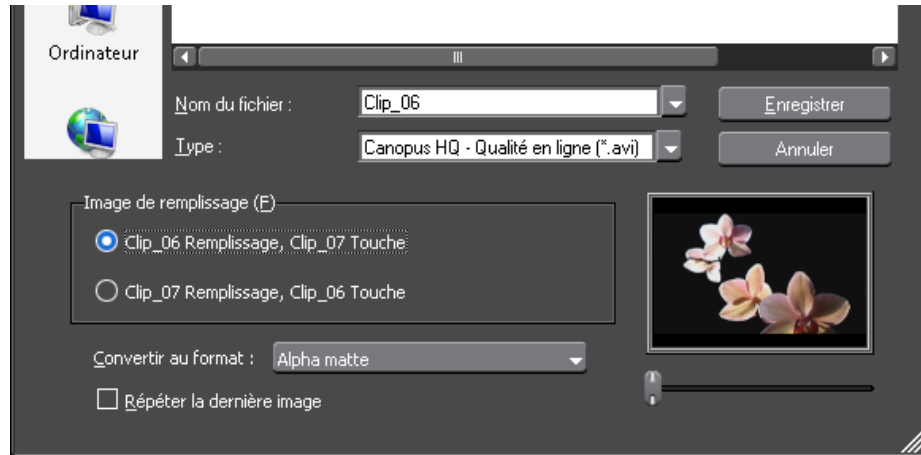 Ordinateur
Nom du fichier :
Clip_06
Enregistrer
Type :
Canopus HQ - Qualité en ligne (*.avi)
Annuler
Image de remplissage (F)
Clip_06 Remplissage, Clip_07 Touche
Clip_07 Remplissage, Clip_06 Touche
Convertir au format :
Alpha matte
Répéter la dernière image